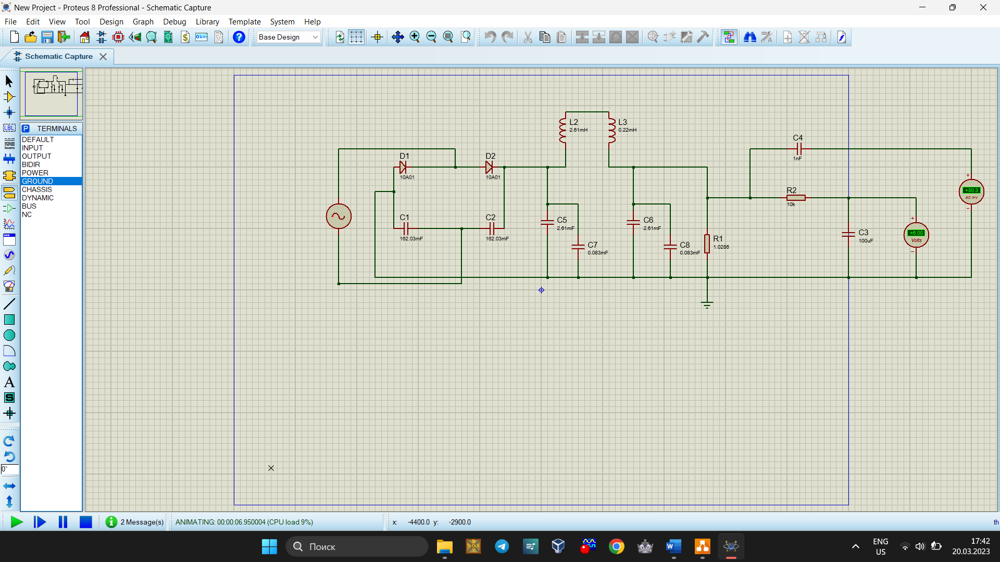 New Project - Proteus 8 Professional - Schematic Capture
File Edit View Tool Design Graph Debug Library Template System Help
Base Design
Schematic Capture
LBL
P TERMINALS
DEFAULT
INPUT
OUTPUT
BIDIR
POWER
GROUND
CHASSIS
DYNAMIC
BUS
NC
A
S
0°
L2
2.61mH
L3
0.22mH
C4
1nF
D1
10A01
D2
10A01
+30.3
AC mV
R2
10k
C1
162.03mF
C2
162.03mF
C5
2.61mF
C6
2.61mF
C3
100uF
+6.00
Volts
C7
0.083mF
C8
0.083mF
R1
1.0286
2 Message(s)
ANIMATING: 00:00:06.950004 (CPU load 9%)
x: -4400.0 y: -2900.0
th
Поиск
ENG
US
17:42
20.03.2023